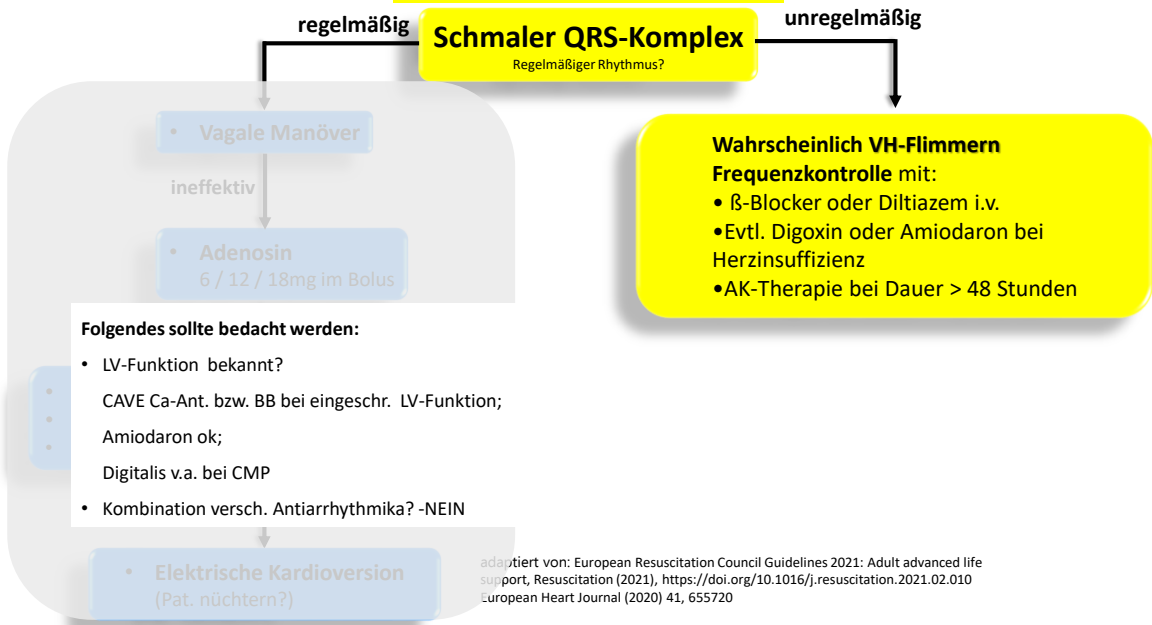 regelmäßig
Schmaler QRS-Komplex
Regelmäßiger Rhythmus?
unregelmäßig
• Vagale Manöver
ineffektiv
• Adenosin
6 / 12 / 18mg im Bolus
Wahrscheinlich VH-Flimmern
Frequenzkontrolle mit:
• ß-Blocker oder Diltiazem i.v.
•Evtl. Digoxin oder Amiodaron bei
Herzinsuffizienz
•AK-Therapie bei Dauer > 48 Stunden
Folgendes sollte bedacht werden:
• LV-Funktion bekannt?
CAVE Ca-Ant. bzw. BB bei eingeschr. LV-Funktion;
Amiodaron ok;
Digitalis v.a. bei CMP
• Kombination versch. Antiarrhythmika? -NEIN
• Elektrische Kardioversion
(Pat. nüchtern?)
adaptiert von: European Resuscitation Council Guidelines 2021: Adult advanced life
support, Resuscitation (2021), https://doi.org/10.1016/j.resuscitation.2021.02.010
European Heart Journal (2020) 41, 655720